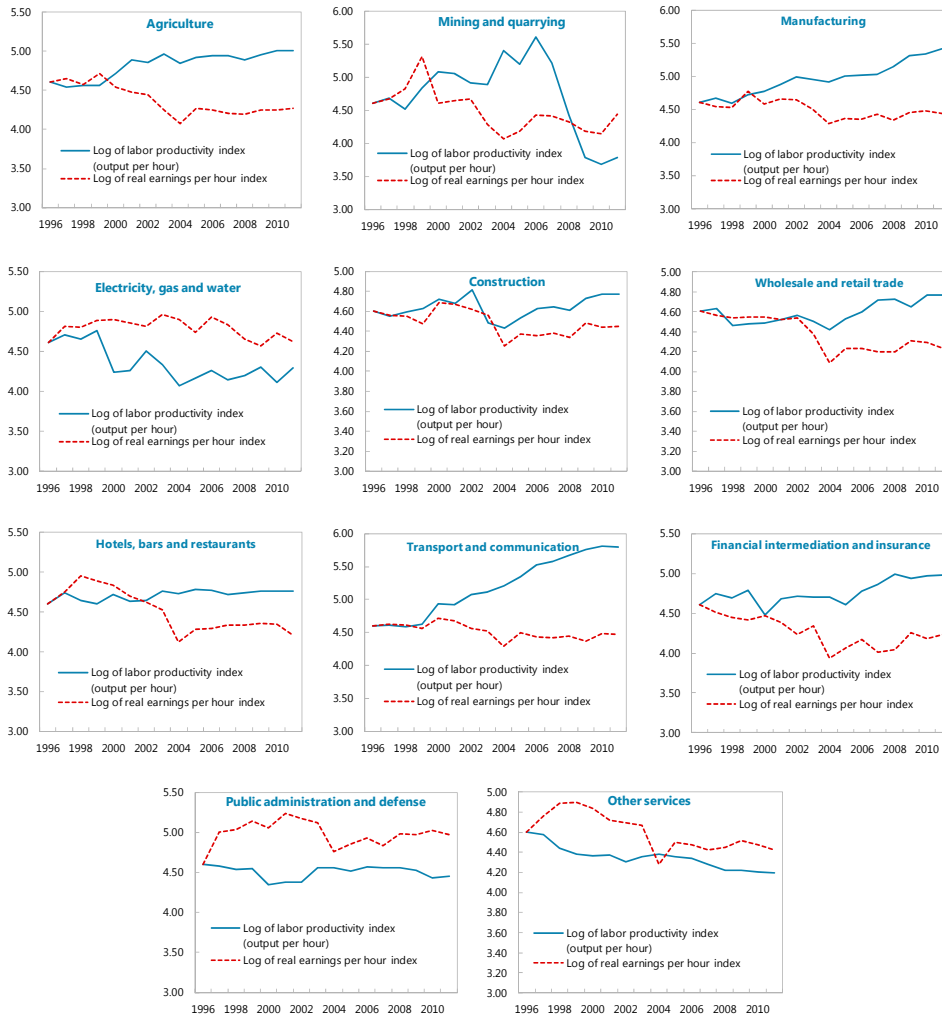 Agriculture
5.50
5.00
4.50
4.00
3.50
3.00
Log of labor productivity index
(output per hour)
Log of real earnings per hour index
1996 1998 2000 2002 2004 2006 2008 2010
Mining and quarrying
6.00
5.50
5.00
4.50
4.00
3.50
3.00
Log of labor productivity index
(output per hour)
Log of real earnings per hour index
1996 1998 2000 2002 2004 2006 2008 2010
Manufacturing
5.50
5.00
4.50
4.00
3.50
3.00
Log of labor productivity index
(output per hour)
Log of real earnings per hour index
1996 1998 2000 2002 2004 2006 2008 2010
Electricity, gas and water
5.50
5.00
4.50
4.00
3.50
3.00
Log of labor productivity index
(output per hour)
Log of real earnings per hour index
1996 1998 2000 2002 2004 2006 2008 2010
Construction
5.00
4.80
4.60
4.40
4.20
4.00
3.80
3.60
3.40
3.20
3.00
Log of labor productivity index
(output per hour)
Log of real earnings per hour index
1996 1998 2000 2002 2004 2006 2008 2010
Wholesale and retail trade
5.00
4.80
4.60
4.40
4.20
4.00
3.80
3.60
3.40
3.20
3.00
Log of labor productivity index
(output per hour)
Log of real earnings per hour index
1996 1998 2000 2002 2004 2006 2008 2010
Hotels, bars and restaurants
5.50
5.00
4.50
4.00
3.50
3.00
Log of labor productivity index
(output per hour)
Log of real earnings per hour index
1996 1998 2000 2002 2004 2006 2008 2010
Transport and communication
6.00
5.50
5.00
4.50
4.00
3.50
3.00
Log of labor productivity index
(output per hour)
Log of real earnings per hour index
1996 1998 2000 2002 2004 2006 2008 2010
Financial intermediation and insurance
5.50
5.00
4.50
4.00
3.50
3.00
Log of labor productivity index
(output per hour)
Log of real earnings per hour index
1996 1998 2000 2002 2004 2006 2008 2010
Public administration and defense
5.50
5.00
4.50
4.00
3.50
3.00
Log of labor productivity index
(output per hour)
Log of real earnings per hour index
1996 1998 2000 2002 2004 2006 2008 2010
Other services
5.00
4.80
4.60
4.40
4.20
4.00
3.80
3.60
3.40
3.20
3.00
Log of labor productivity index
(output per hour)
Log of real earnings per hour index
1996 1998 2000 2002 2004 2006 2008 2010